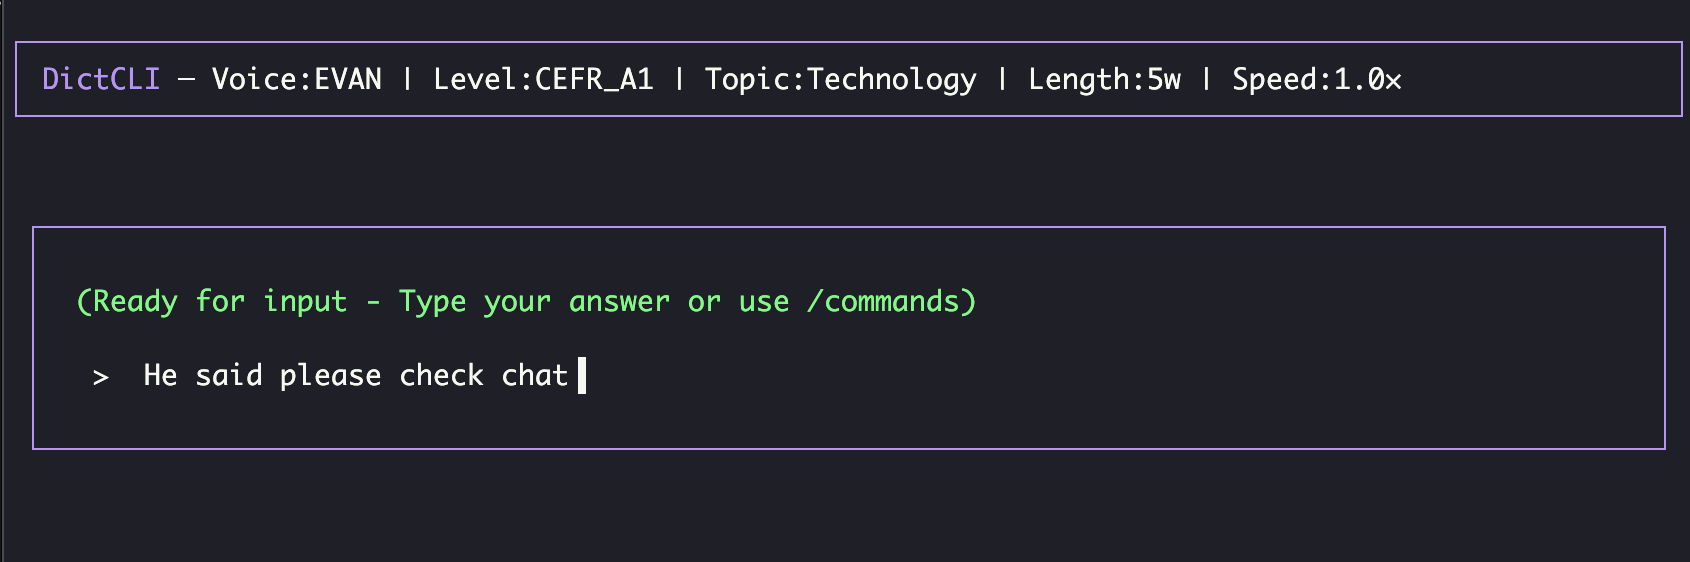 DictCLI — Voice:EVAN | Level:CEFR_A1 | Topic:Technology | Length:5w | Speed:1.0×
(Ready for input - Type your answer or use /commands)
> He said please check chat